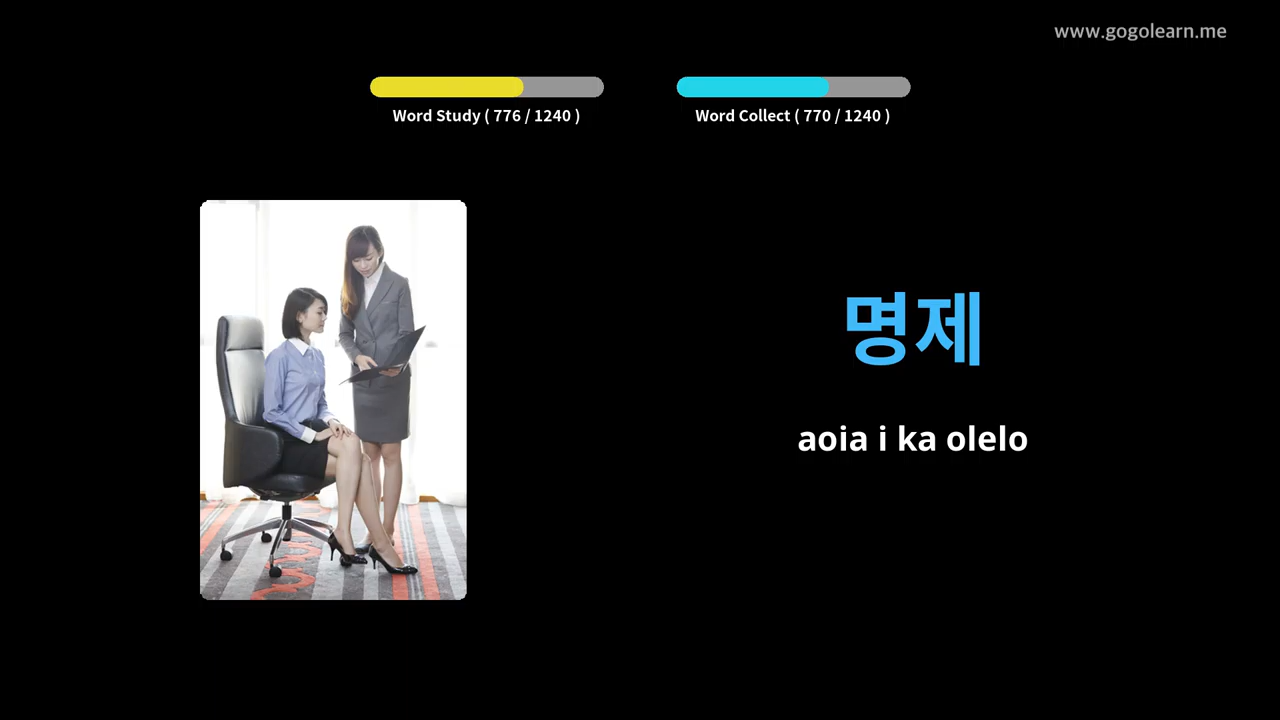 www.gogolearn.me
Word Study ( 776 / 1240 )
Word Collect ( 770 / 1240 )
명제
aoia i ka olelo